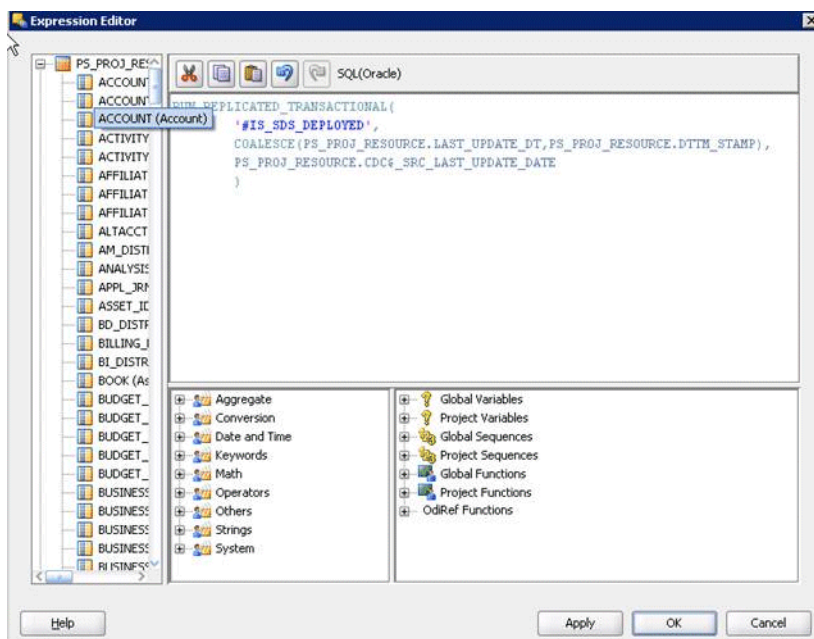 Expression Editor
PS_PROJ_RES
ACCOUNT
ACCOUNT
ACCOUNT (Account)
ACTIVITY
ACTIVITY
AFFILIAT
AFFILIAT
AFFILIAT
ALTACCT
AM_DISTI
ANALYSIS
APPL_JRN
ASSET_ID
BD_DISTR
BILLING_
BI_DISTR
BOOK (As
BUDGET_
BUDGET_
BUDGET_
BUDGET_
BUDGET_
BUSINESS
BUSINESS
BUSINESS
BUSINESS
BUSINESS
SQL(Oracle)
RUN_REPLICATED_TRANSACTIONAL(
'#IS_SDS_DEPLOYED',
COALESCE(PS_PROJ_RESOURCE.LAST_UPDATE_DT,PS_PROJ_RESOURCE.DTTM_STAMP),
PS_PROJ_RESOURCE.CDC$_SRC_LAST_UPDATE_DATE
)
Aggregate
Conversion
Date and Time
Keywords
Math
Operators
Others
Strings
System
Global Variables
Project Variables
Global Sequences
Project Sequences
Global Functions
Project Functions
OdiRef Functions
Help
Apply
OK
Cancel